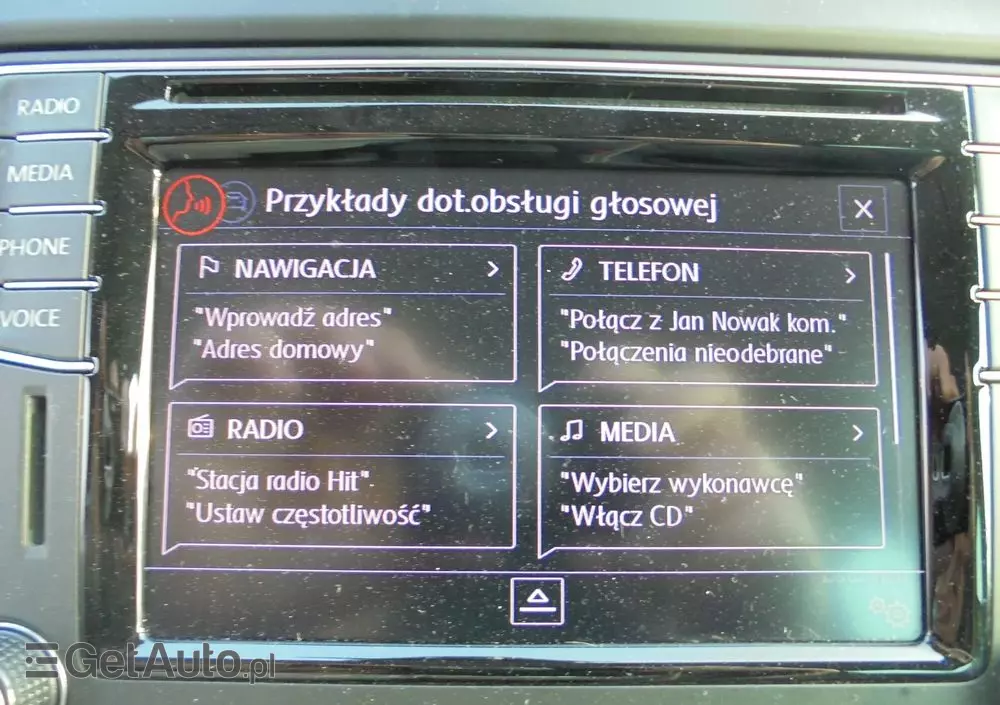 RADIO
MEDIA
PHONE
VOICE
Przykłady dot.obsługi głosowej
NAWIGACJA
"Wprowadź adres"
"Adres domowy"
TELEFON
"Połącz z Jan Nowak kom."
"Połączenia nieodebrane"
RADIO
"Stacja radio Hit"
"Ustaw częstotliwość"
MEDIA
"Wybierz wykonawcę"
"Włącz CD"
GetAuto.pl